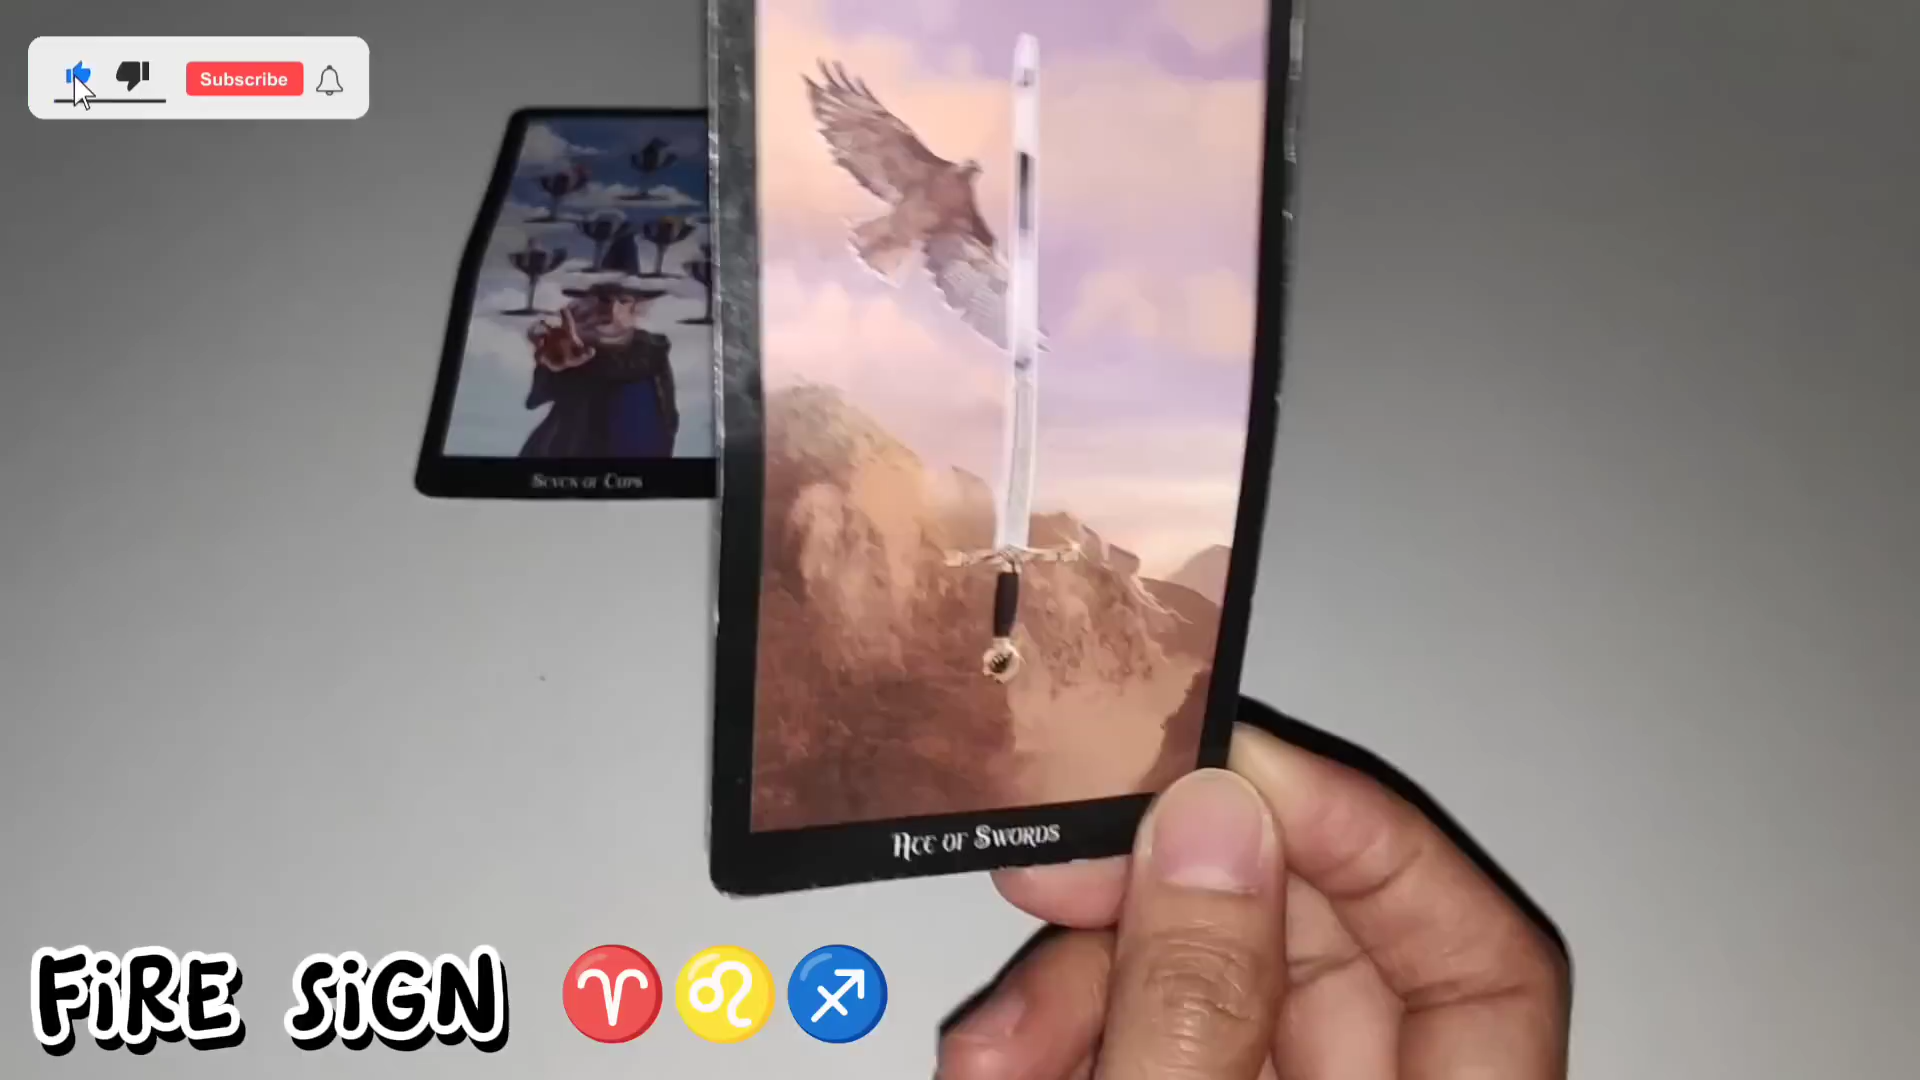 Subscribe
SEVEN OF CUPS
ACE OF SWORDS
FiRE SiGN ♈♌♐